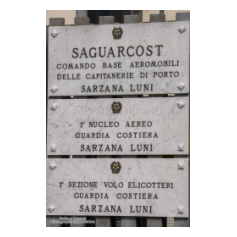 SAGUARCOST
COMANDO BASE AEROMOBILI
DELLE CAPITANERIE DI PORTO
SARZANA LUNI
1° NUCLEO AEREO
GUARDIA COSTIERA
SARZANA LUNI
1ª SEZIONE VOLO ELICOTTERI
GUARDIA COSTIERA
SARZANA LUNI